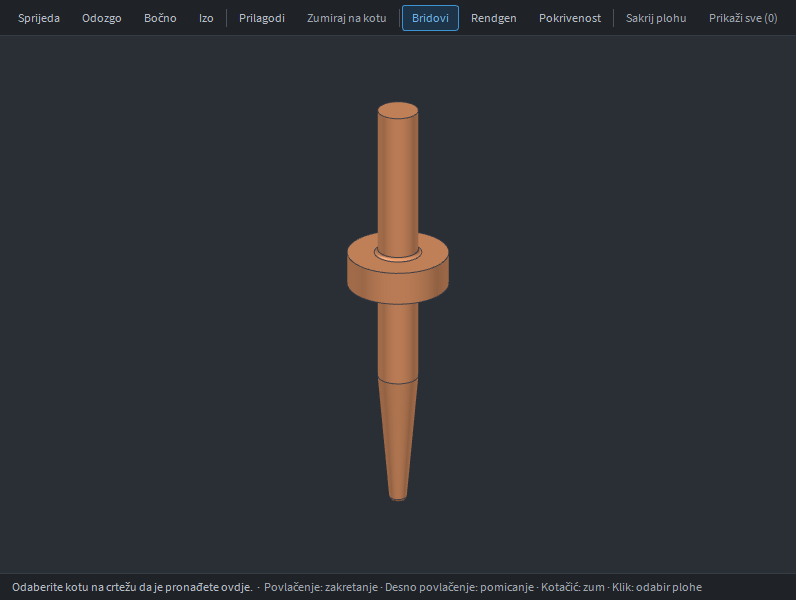 Sprijeda Odozgo Bočno Izo Prilagodi Zumiraj na kotu Bridovi Rendgen Pokrivenost Sakrij plohu Prikaži sve (0)
Odaberite kotu na crtežu da je pronađete ovdje. · Povlačenje: zakretanje · Desno povlačenje: pomicanje · Kotačić: zum · Klik: odabir plohe